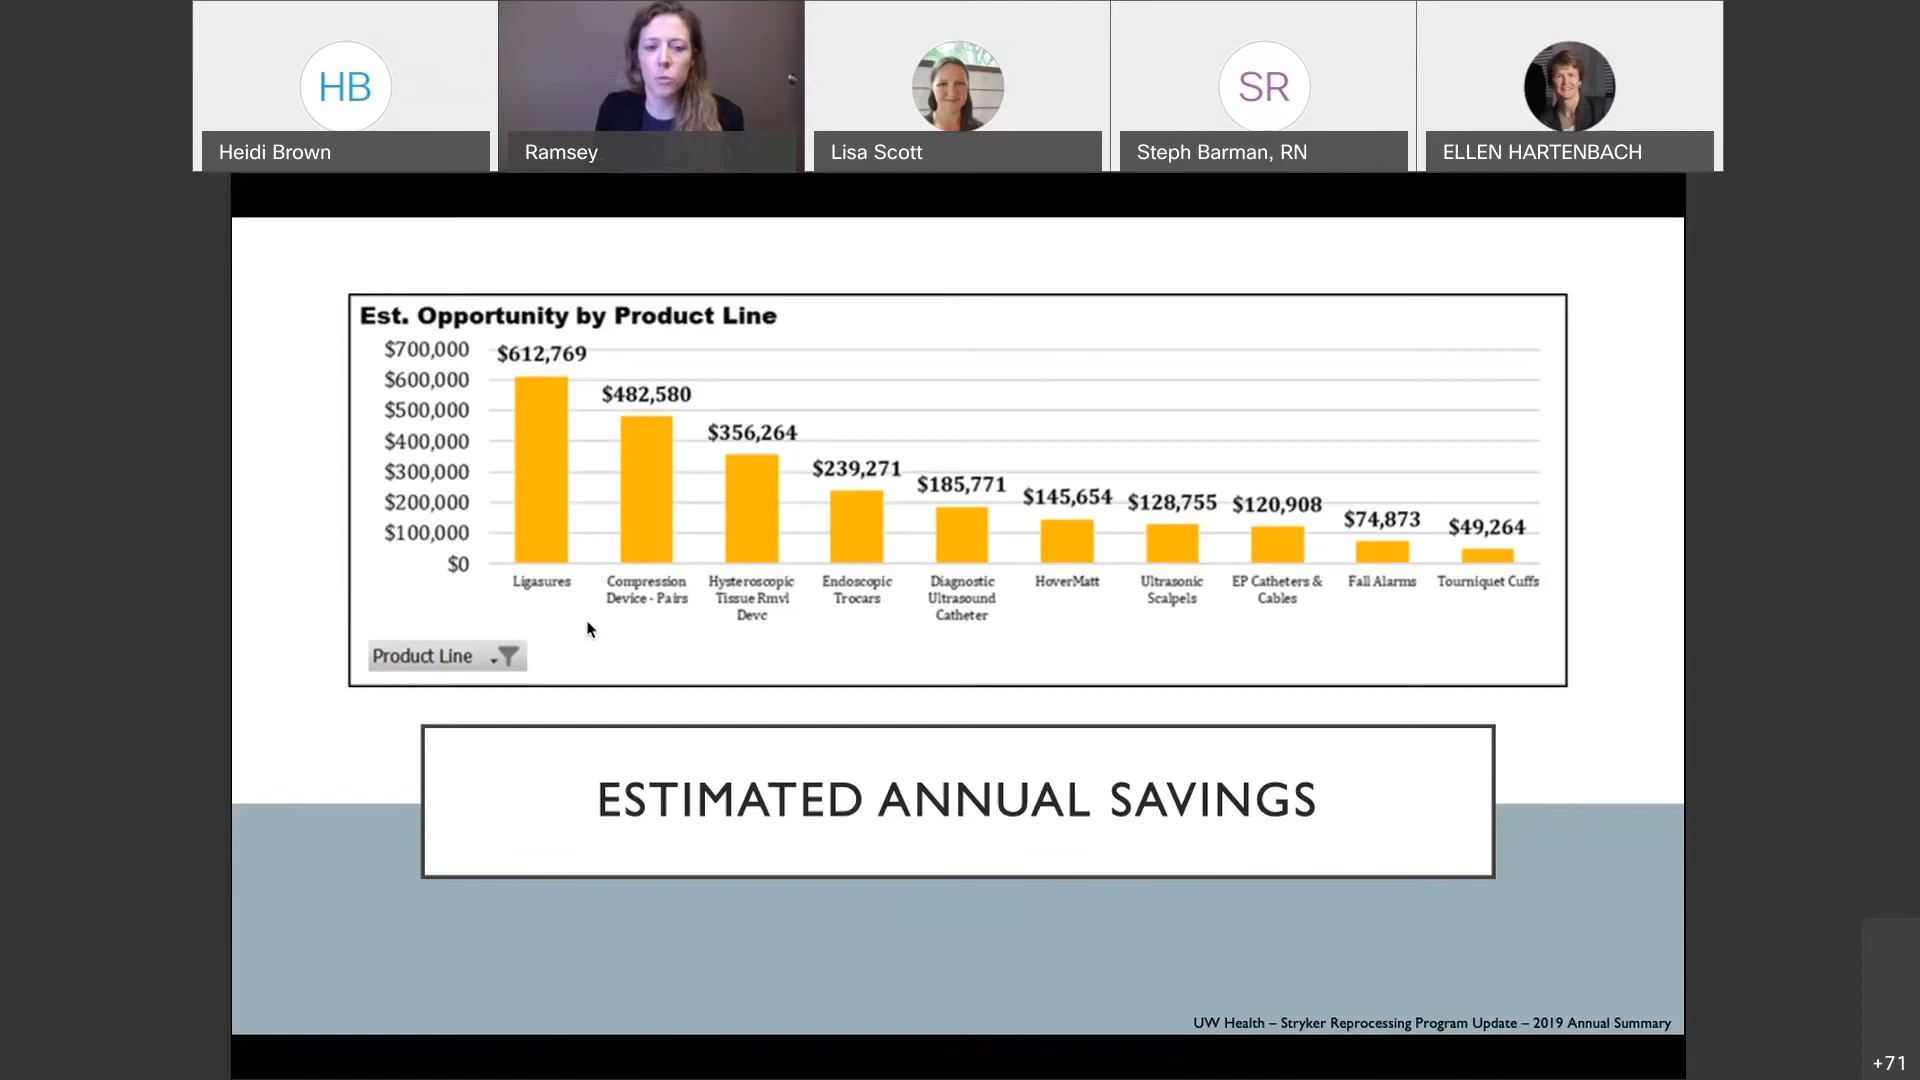 HB
SR
Heidi Brown
Ramsey
Lisa Scott
Steph Barman, RN
ELLEN HARTENBACH
Est. Opportunity by Product Line
$700,000
$600,000
$500,000
$400,000
$300,000
$200,000
$100,000
$0
$612,769
$482,580
$356,264
$239,271
$185,771
$145,654
$128,755
$120,908
$74,873
$49,264
Ligasures
Compression
Device - Pairs
Hysteroscopic
Tissue Rmvl
Devc
Endoscopic
Trocars
Diagnostic
Ultrasound
Catheter
HoverMatt
Ultrasonic
Scalpels
EP Catheters &
Cables
Fall Alarms
Tourniquet Cuffs
Product Line
ESTIMATED ANNUAL SAVINGS
UW Health – Stryker Reprocessing Program Update – 2019 Annual Summary
+71